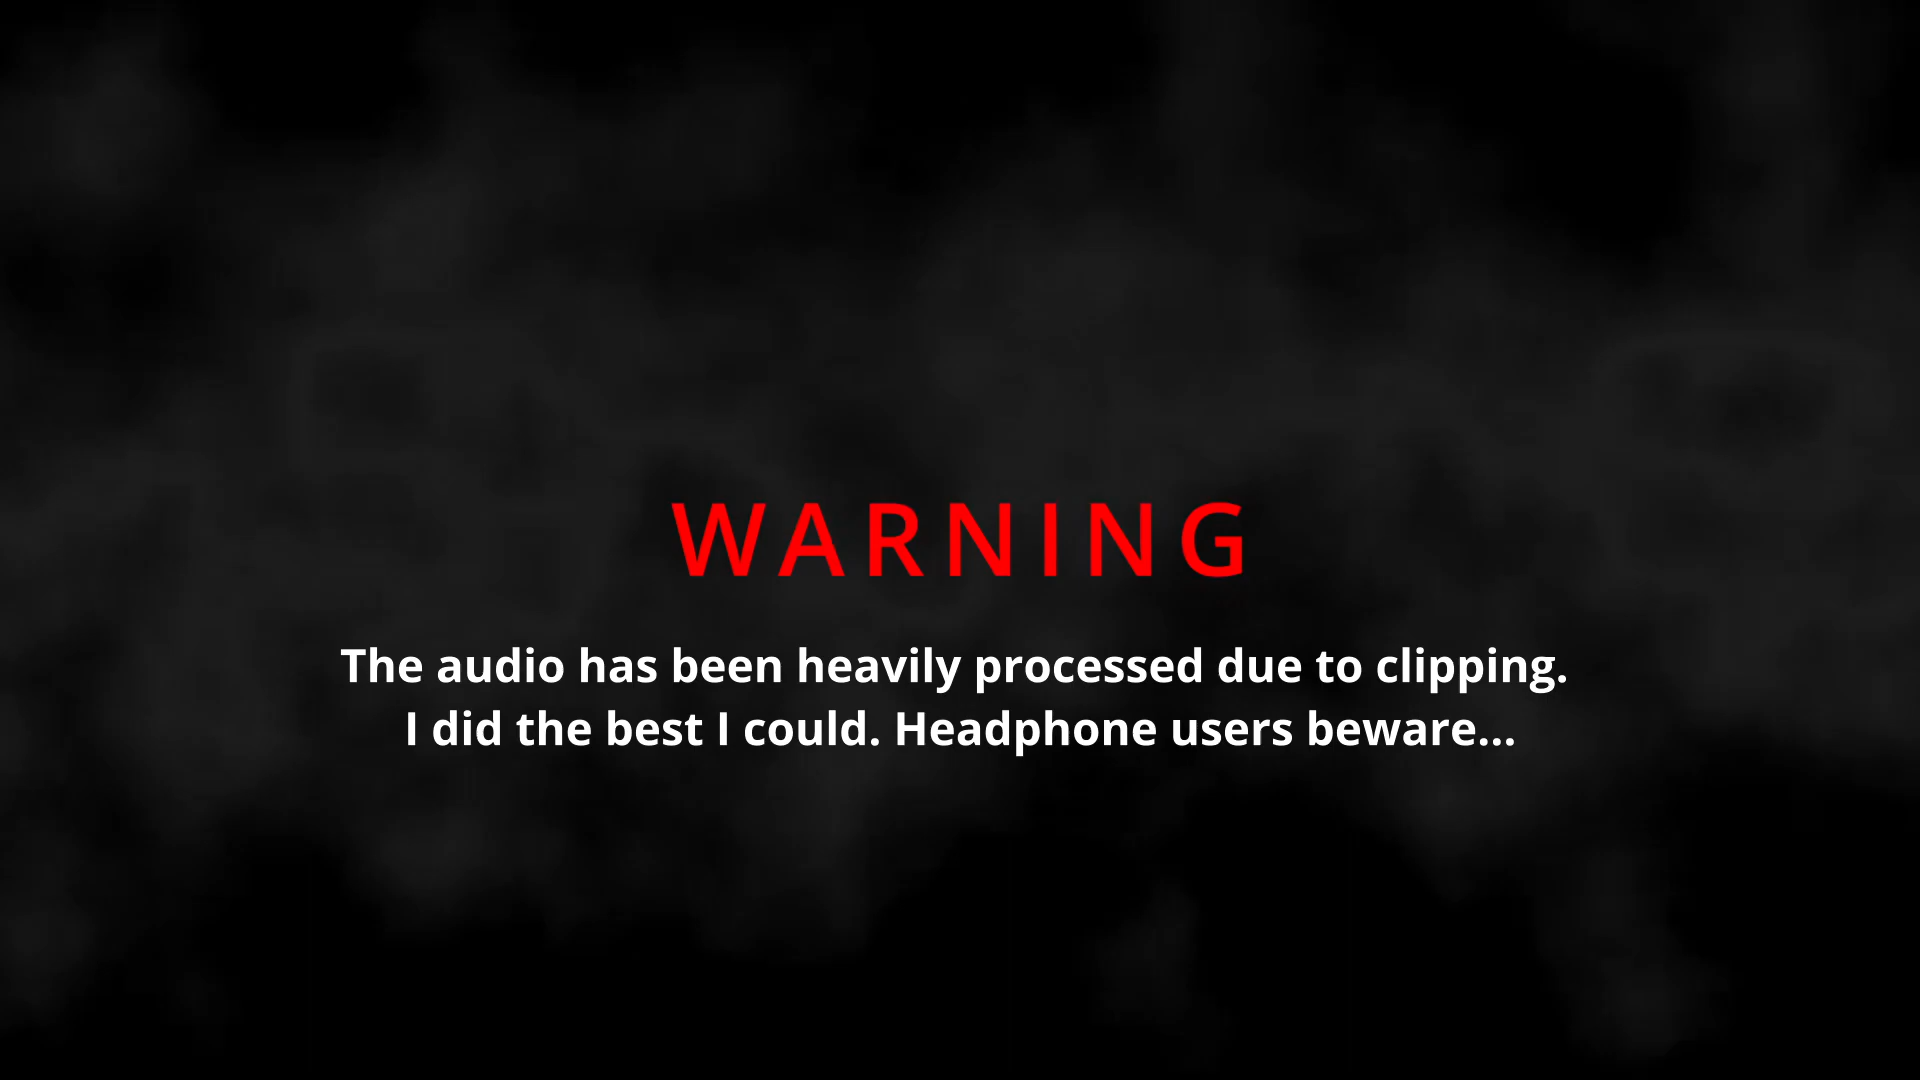 WARNING
The audio has been heavily processed due to clipping.
I did the best I could. Headphone users beware...